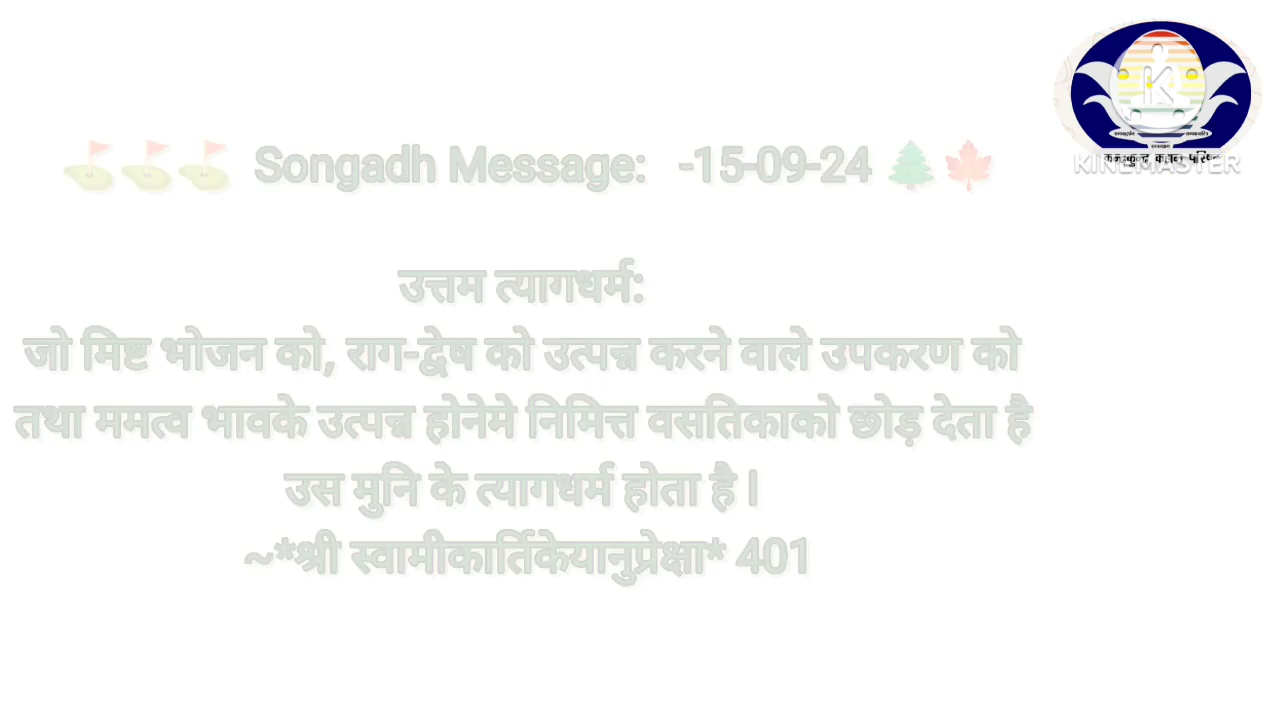 ⛳⛳⛳ Songadh Message: -15-09-24 🌲🍁
उत्तम त्यागधर्म:
जो मिष्ट भोजन को, राग-द्वेष को उत्पन्न करने वाले उपकरण को
तथा ममत्व भावके उत्पन्न होनेमे निमित्त वसतिकाको छोड़ देता है
उस मुनि के त्यागधर्म होता है l
~*श्री स्वामीकार्तिकेयानुप्रेक्षा* 401
K
KINEMASTER